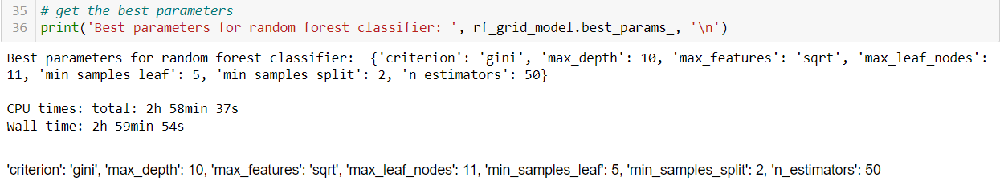 35 # get the best parameters
36 print('Best parameters for random forest classifier: ', rf_grid_model.best_params_, '\n')
Best parameters for random forest classifier:  {'criterion': 'gini', 'max_depth': 10, 'max_features': 'sqrt', 'max_leaf_nodes':
11, 'min_samples_leaf': 5, 'min_samples_split': 2, 'n_estimators': 50}
CPU times: total: 2h 58min 37s
Wall time: 2h 59min 54s
'criterion': 'gini', 'max_depth': 10, 'max_features': 'sqrt', 'max_leaf_nodes': 11, 'min_samples_leaf': 5, 'min_samples_split': 2, 'n_estimators': 50